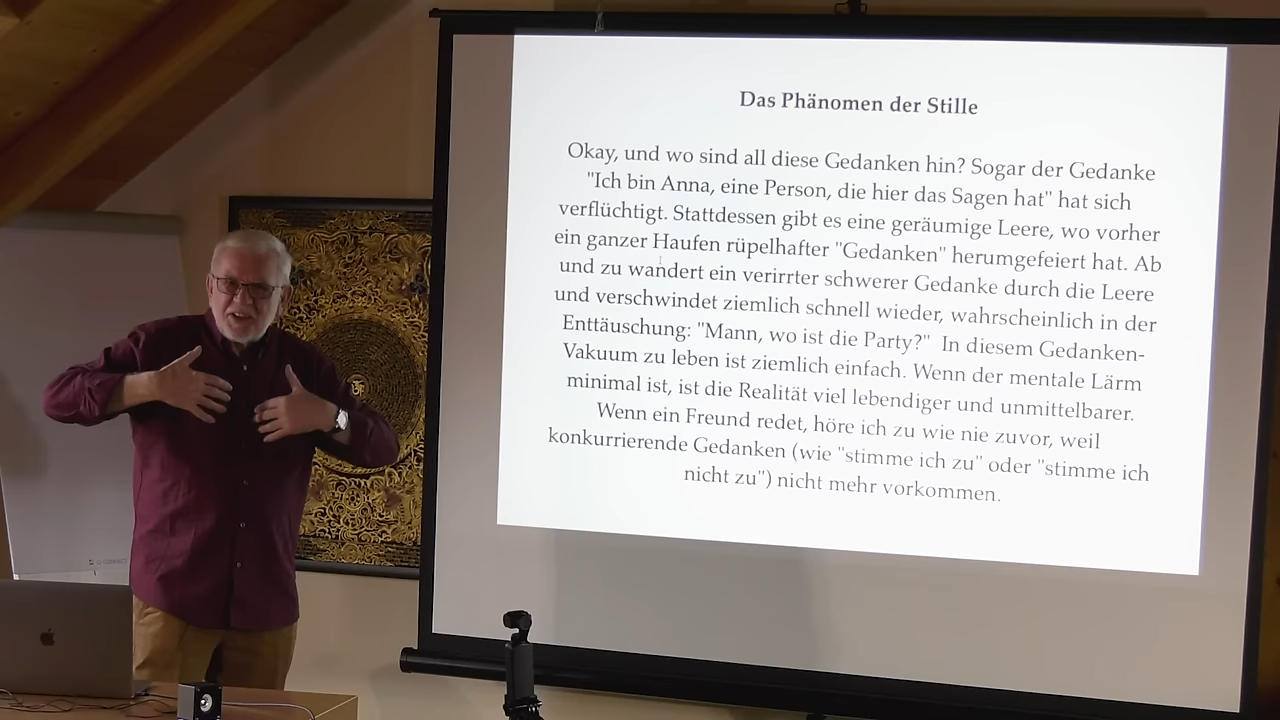 Das Phänomen der Stille
Okay, und wo sind all diese Gedanken hin? Sogar der Gedanke
"Ich bin Anna, eine Person, die hier das Sagen hat" hat sich
verflüchtigt. Stattdessen gibt es eine geräumige Leere, wo vorher
ein ganzer Haufen rüpelhafter "Gedanken" herumgefeiert hat. Ab
und zu wandert ein verirrter schwerer Gedanke durch die Leere
und verschwindet ziemlich schnell wieder, wahrscheinlich in der
Enttäuschung: "Mann, wo ist die Party?" In diesem Gedanken-
Vakuum zu leben ist ziemlich einfach. Wenn der mentale Lärm
minimal ist, ist die Realität viel lebendiger und unmittelbarer.
Wenn ein Freund redet, höre ich zu wie nie zuvor, weil
konkurrierende Gedanken (wie "stimme ich zu" oder "stimme ich
nicht zu") nicht mehr vorkommen.